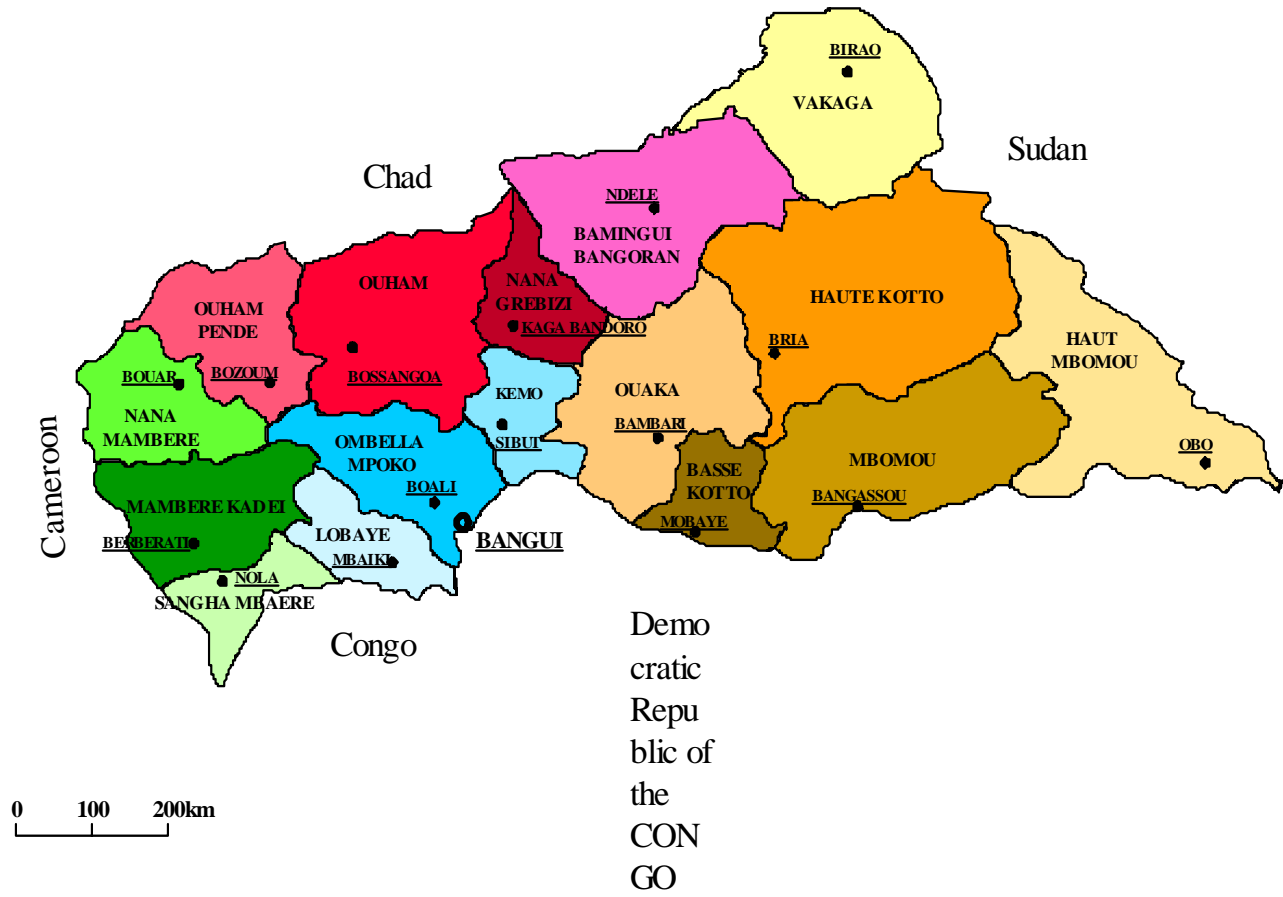 BIRAO
VAKAGA
Sudan
Chad
NDELE
BAMINGUI
BANGORAN
OUHAM
NANA
GREBIZI
KAGA BANDORO
HAUTE KOTTO
OUHAM
PENDE
HAUT
MBOMOU
BRIA
BOUAR
BOZOUM
BOSSANGOA
KEMO
OUAKA
NANA
MAMBERE
Cameroon
OMBELLA
MPOKO
SIBUI
BAMBARI
OBO
BASSE
KOTTO
MBOMOU
BOALI
BANGASSOU
MAMBERE KADEI
LOBAYE
MOBAYE
BERBERATI
MBAIKI
BANGUI
NOLA
SANGHA MBAERE
Congo
Demo
cratic
Repu
blic of
the
CON
GO
0 100 200km